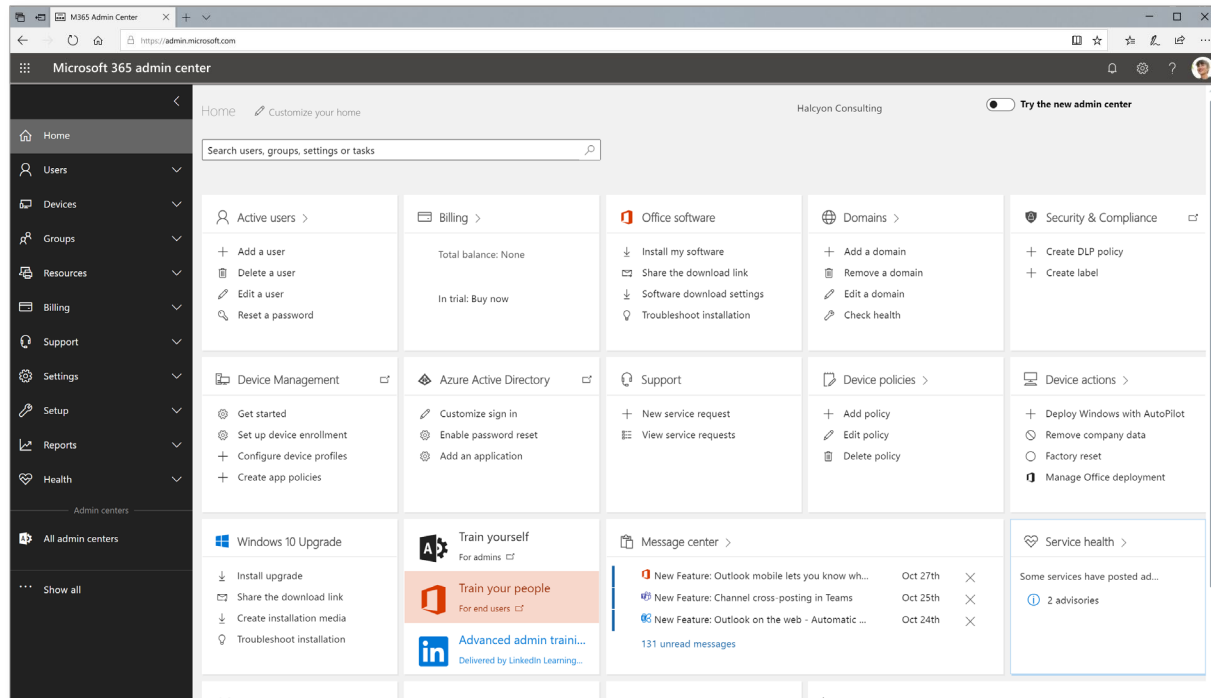 M365 Admin Center
https://admin.microsoft.com
Microsoft 365 admin center
Home
Users
Devices
Groups
Resources
Billing
Support
Settings
Setup
Reports
Health
Admin centers
All admin centers
Show all
Home
Customize your home
Halcyon Consulting
Try the new admin center
Search users, groups, settings or tasks
Active users
Add a user
Delete a user
Edit a user
Reset a password
Billing
Total balance: None
In trial: Buy now
Office software
Install my software
Share the download link
Software download settings
Troubleshoot installation
Domains
Add a domain
Remove a domain
Edit a domain
Check health
Security & Compliance
Create DLP policy
Create label
Device Management
Get started
Set up device enrollment
Configure device profiles
Create app policies
Azure Active Directory
Customize sign in
Enable password reset
Add an application
Support
New service request
View service requests
Device policies
Add policy
Edit policy
Delete policy
Device actions
Deploy Windows with AutoPilot
Remove company data
Factory reset
Manage Office deployment
Windows 10 Upgrade
Install upgrade
Share the download link
Create installation media
Troubleshoot installation
Train yourself
For admins
Train your people
For end users
Advanced admin traini...
Delivered by LinkedIn Learning...
Message center
New Feature: Outlook mobile lets you know wh... Oct 27th
New Feature: Channel cross-posting in Teams Oct 25th
New Feature: Outlook on the web - Automatic ... Oct 24th
131 unread messages
Service health
Some services have posted ad...
2 advisories